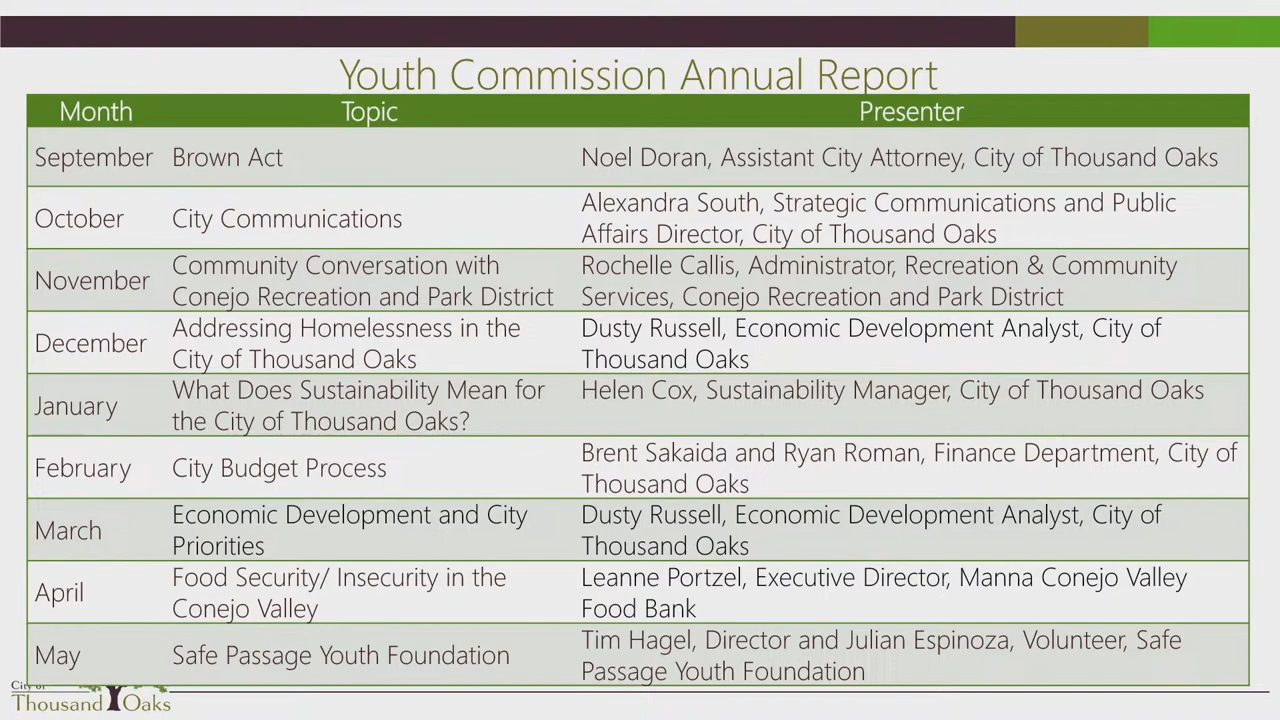 Youth Commission Annual Report
Month Topic Presenter
September Brown Act Noel Doran, Assistant City Attorney, City of Thousand Oaks
October City Communications Alexandra South, Strategic Communications and Public
Affairs Director, City of Thousand Oaks
November Community Conversation with
Conejo Recreation and Park District
Rochelle Callis, Administrator, Recreation & Community
Services, Conejo Recreation and Park District
December Addressing Homelessness in the
City of Thousand Oaks
Dusty Russell, Economic Development Analyst, City of
Thousand Oaks
January What Does Sustainability Mean for
the City of Thousand Oaks?
Helen Cox, Sustainability Manager, City of Thousand Oaks
February City Budget Process Brent Sakaida and Ryan Roman, Finance Department, City of
Thousand Oaks
March Economic Development and City
Priorities
Dusty Russell, Economic Development Analyst, City of
Thousand Oaks
April Food Security/ Insecurity in the
Conejo Valley
Leanne Portzel, Executive Director, Manna Conejo Valley
Food Bank
May Safe Passage Youth Foundation Tim Hagel, Director and Julian Espinoza, Volunteer, Safe
Passage Youth Foundation
City of
Thousand Oaks